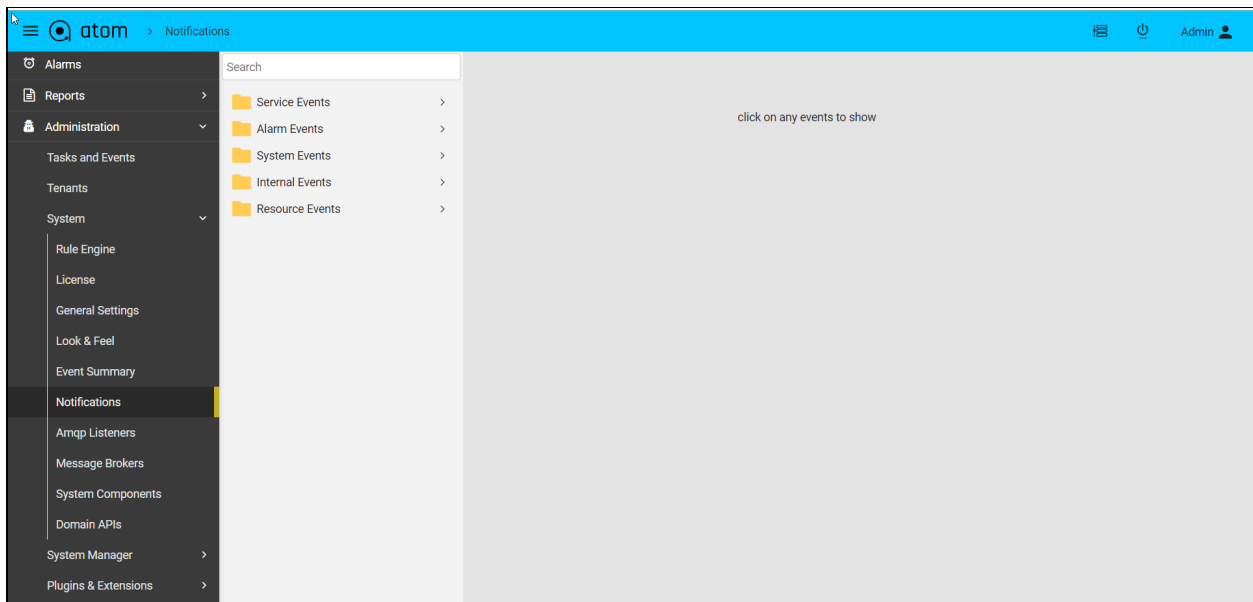 atom > Notifications
Admin
Alarms
Reports
Administration
Tasks and Events
Tenants
System
Rule Engine
License
General Settings
Look & Feel
Event Summary
Notifications
Amqp Listeners
Message Brokers
System Components
Domain APIs
System Manager
Plugins & Extensions
Search
Service Events
Alarm Events
System Events
Internal Events
Resource Events
click on any events to show